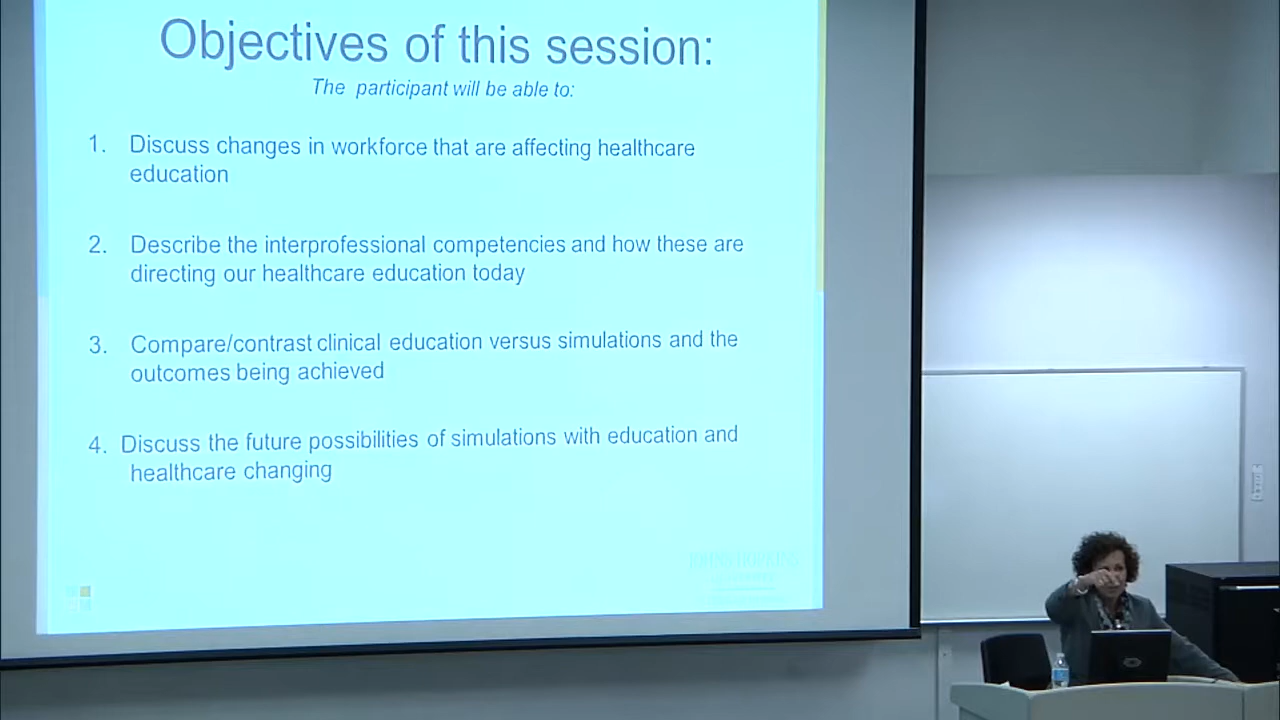 Objectives of this session:
The participant will be able to:
1. Discuss changes in workforce that are affecting healthcare
education
2. Describe the interprofessional competencies and how these are
directing our healthcare education today
3. Compare/contrast clinical education versus simulations and the
outcomes being achieved
4. Discuss the future possibilities of simulations with education and
healthcare changing
JOHNS HOPKINS